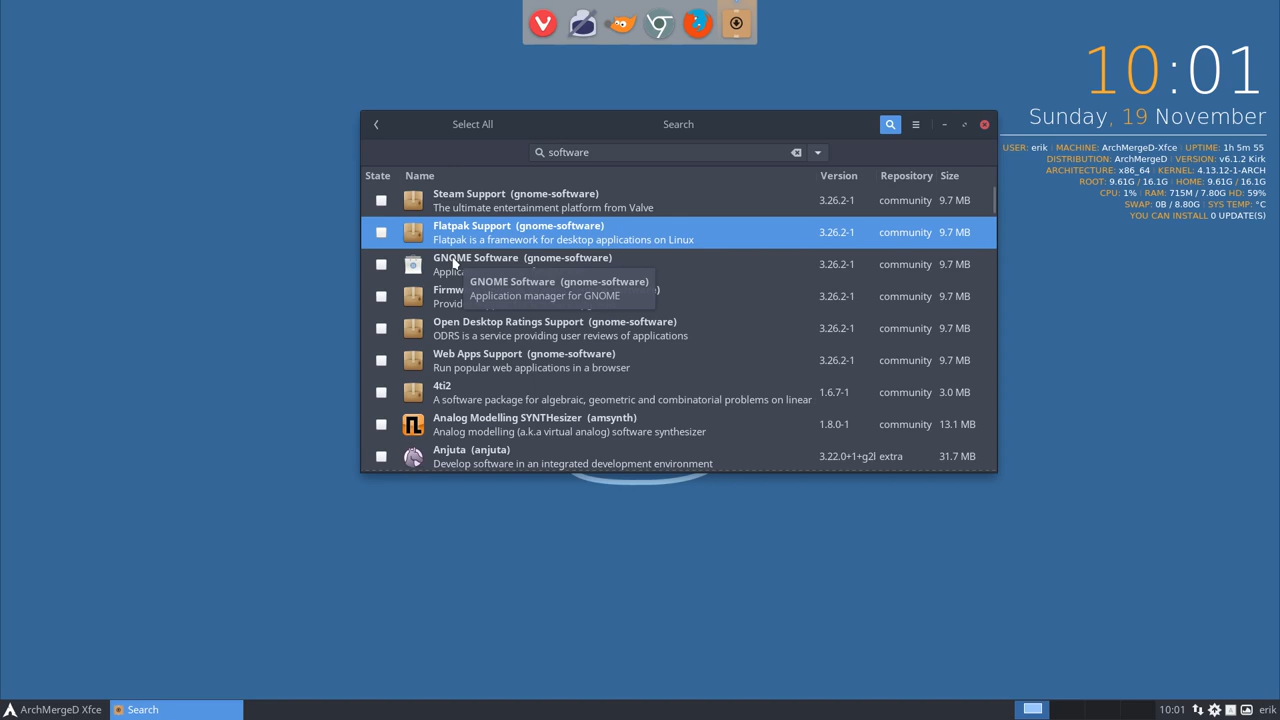 10:01
Sunday, 19 November
USER: erik | MACHINE: ArchMergeD-Xfce | UPTIME: 1h 5m 55
DISTRIBUTION: ArchMergeD | VERSION: v6.1.2 Kirk
ARCHITECTURE: x86_64 | KERNEL: 4.13.12-1-ARCH
ROOT: 9.61G / 16.1G | HOME: 9.61G / 16.1G
CPU: 1% | RAM: 715M / 7.80G HD: 59%
SWAP: 0B / 8.80G | SYS TEMP: °C
YOU CAN INSTALL 0 UPDATE(S)
Select All Search
software
State Name Version Repository Size
Steam Support (gnome-software)
The ultimate entertainment platform from Valve
3.26.2-1 community 9.7 MB
Flatpak Support (gnome-software)
Flatpak is a framework for desktop applications on Linux
3.26.2-1 community 9.7 MB
GNOME Software (gnome-software)
Applic
3.26.2-1 community 9.7 MB
GNOME Software (gnome-software)
Application manager for GNOME
Firmw )
Provid
3.26.2-1 community 9.7 MB
Open Desktop Ratings Support (gnome-software)
ODRS is a service providing user reviews of applications
3.26.2-1 community 9.7 MB
Web Apps Support (gnome-software)
Run popular web applications in a browser
3.26.2-1 community 9.7 MB
4ti2
A software package for algebraic, geometric and combinatorial problems on linear
1.6.7-1 community 3.0 MB
Analog Modelling SYNTHesizer (amsynth)
Analog modelling (a.k.a virtual analog) software synthesizer
1.8.0-1 community 13.1 MB
Anjuta (anjuta)
Develop software in an integrated development environment
3.22.0+1+g2l extra 31.7 MB
ArchMergeD Xfce Search 10:01 erik